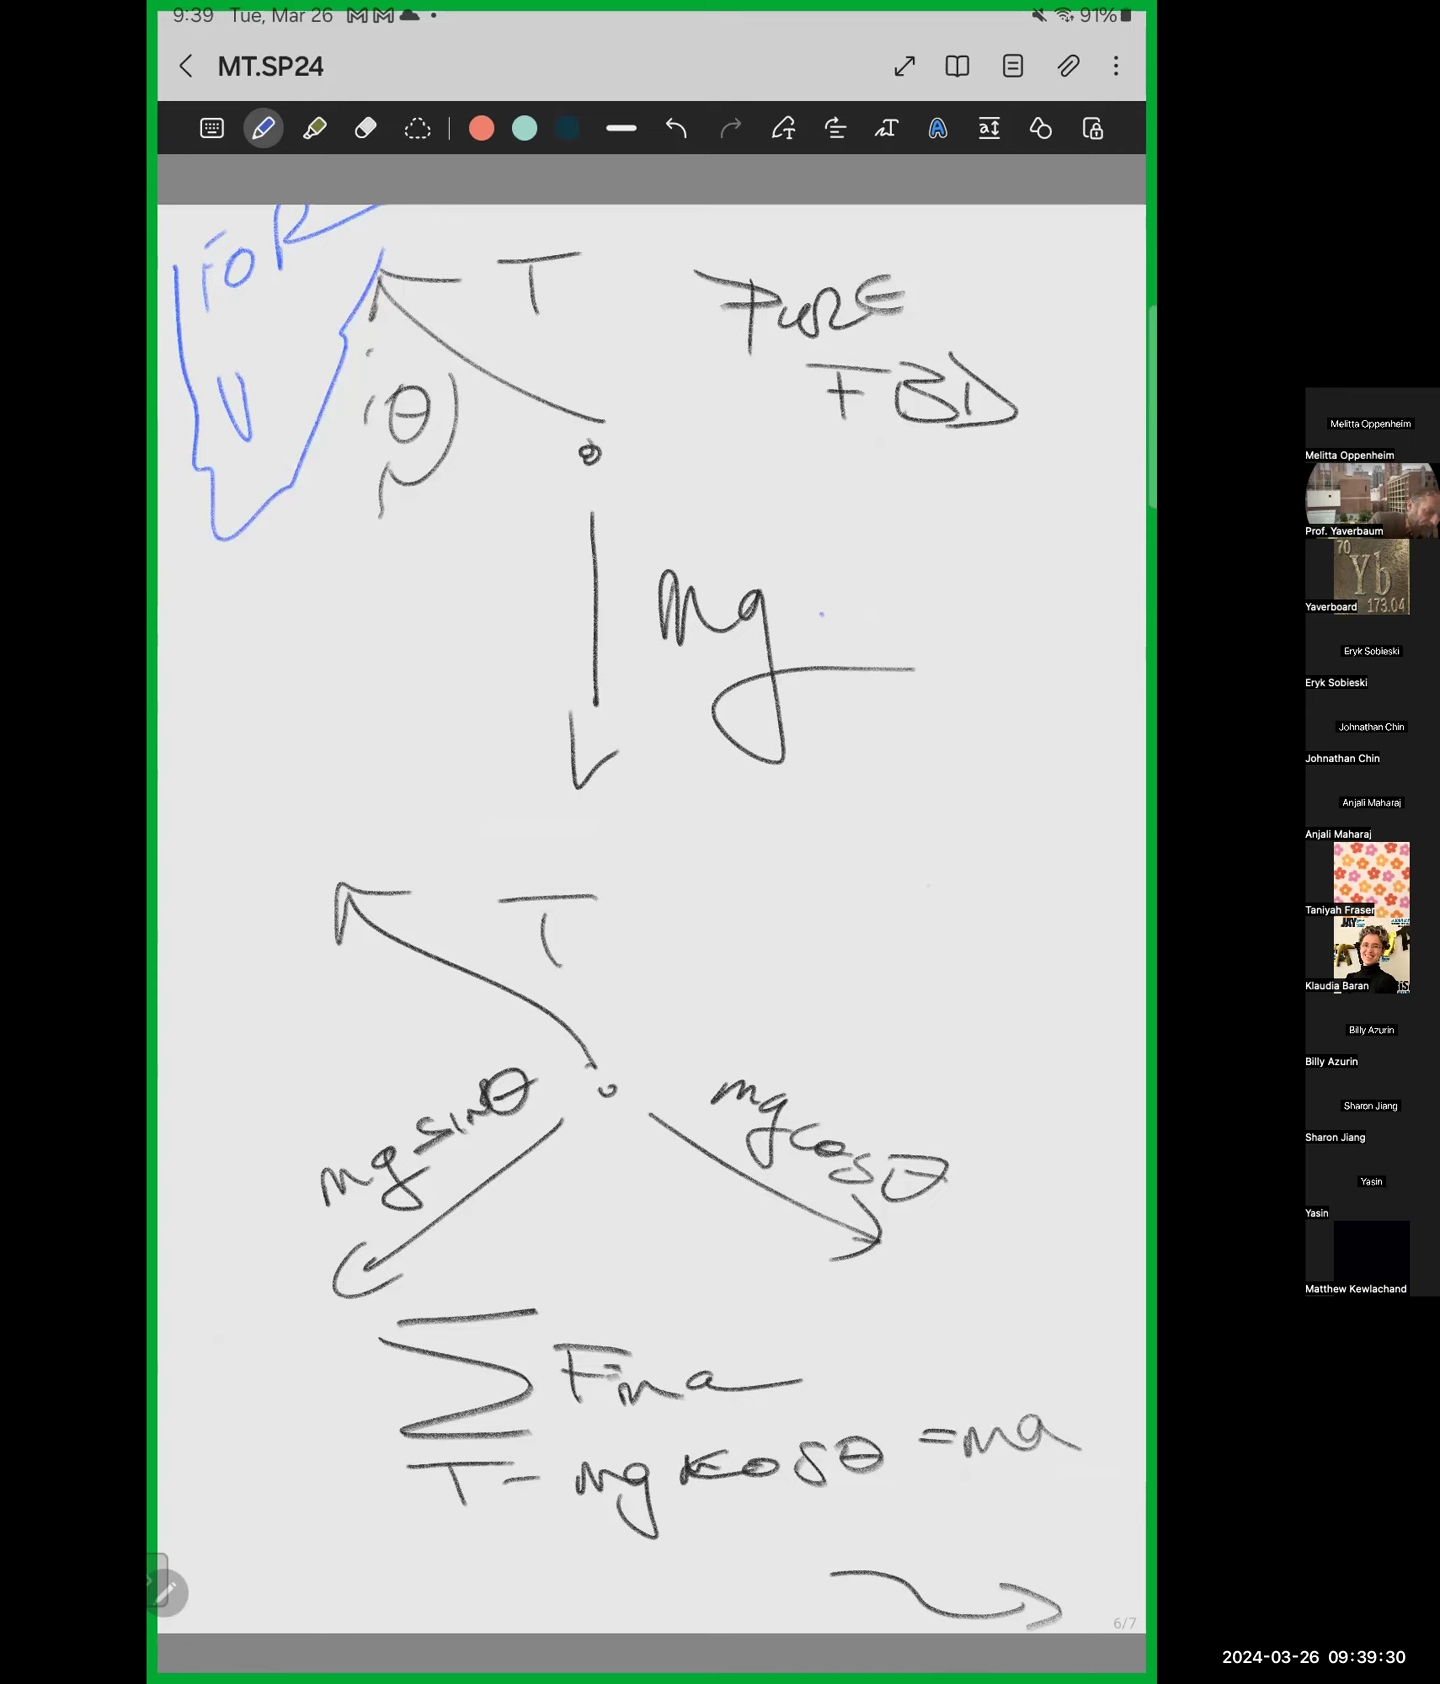 9:39 Tue, Mar 26
91%
MT.SP24
FOR
T
PURE
FBD
θ
mg
T
mg sinθ
mg cosθ
∑F=ma
T - mg cosθ = ma
6/7
Melitta Oppenheim
Melitta Oppenheim
Prof. Yaverbaum
70
Yb
173.04
Yaverboard
Eryk Sobieski
Eryk Sobieski
Johnathan Chin
Johnathan Chin
Anjali Maharaj
Anjali Maharaj
Taniyah Fraser
JAY
Klaudia Baran
Billy Azurin
Billy Azurin
Sharon Jiang
Sharon Jiang
Yasin
Yasin
Matthew Kewlachand
2024-03-26 09:39:30